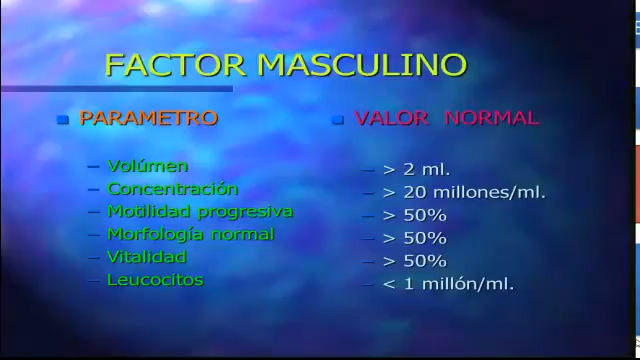 FACTOR MASCULINO
PARAMETRO
VALOR NORMAL
– Volúmen
– > 2 ml.
– Concentración
– > 20 millones/ml.
– Motilidad progresiva
– > 50%
– Morfología normal
– > 50%
– Vitalidad
– > 50%
– Leucocitos
– < 1 millón/ml.